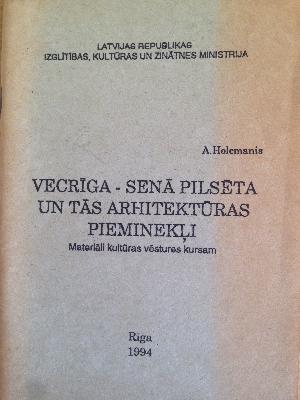 LATVIJAS REPUBLIKAS
IZGLĪTĪBAS, KULTŪRAS UN ZINĀTNES MINISTRIJA
A.Holcmanis
VECRĪGA - SENĀ PILSĒTA
UN TĀS ARHITEKTŪRAS
PIEMINEKĻI
Materiāli kultūras vēstures kursam
Rīga
1994